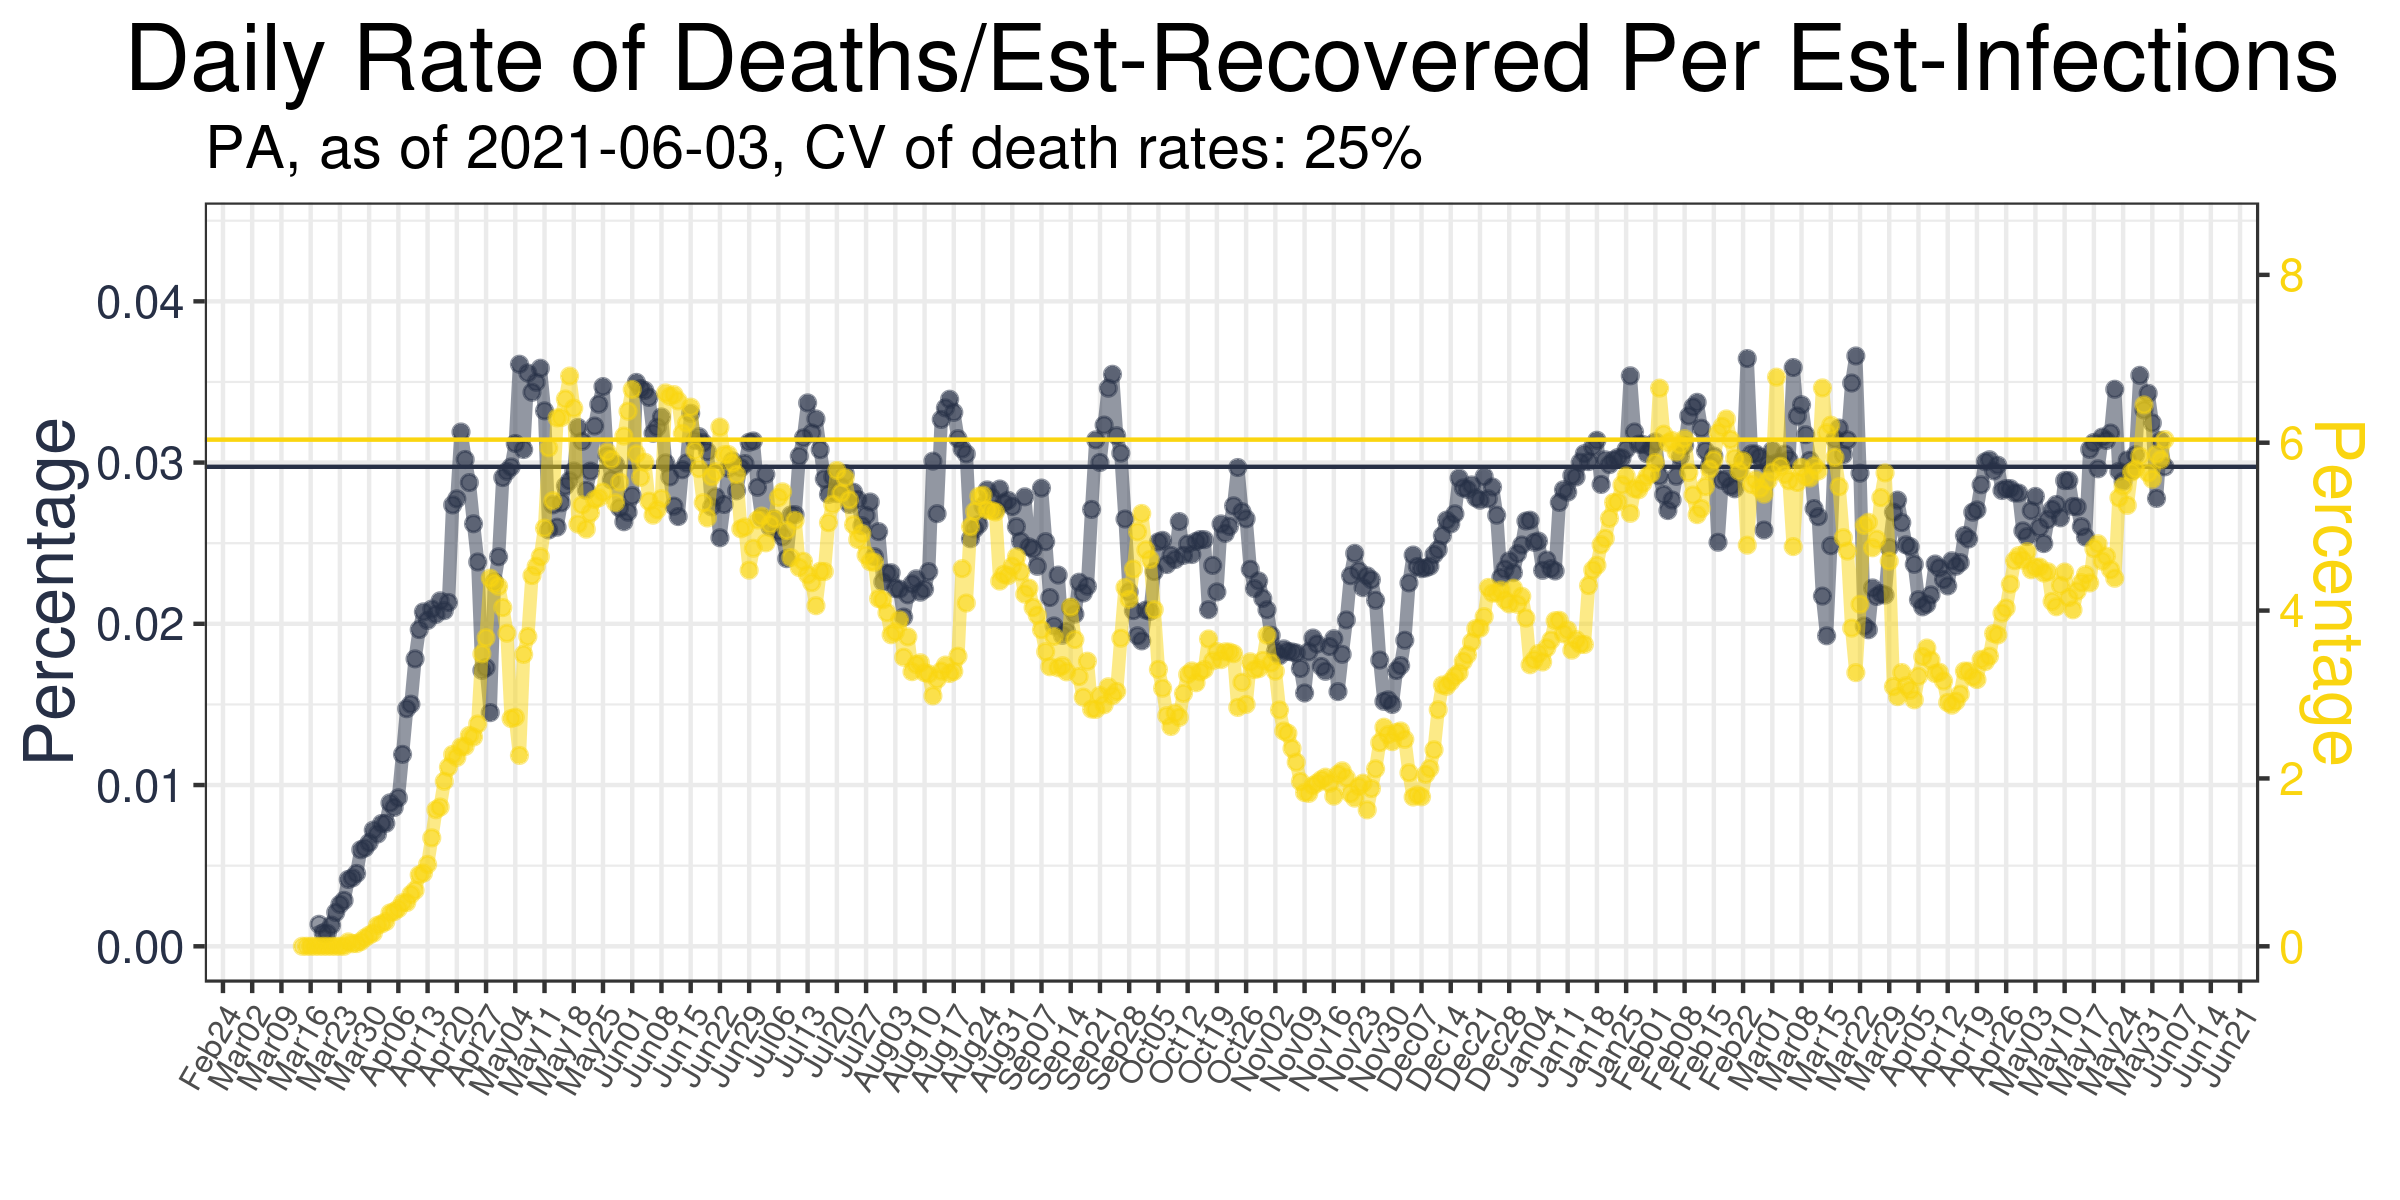 Daily Rate of Deaths/Est-Recovered Per Est-Infections
PA, as of 2021-06-03, CV of death rates: 25%
Percentage
0.04
0.03
0.02
0.01
0.00
8
6
4
2
0
Percentage
Feb24
Mar02
Mar09
Mar16
Mar23
Mar30
Apr06
Apr13
Apr20
Apr27
May04
May11
May18
May25
Jun01
Jun08
Jun15
Jun22
Jun29
Jul06
Jul13
Jul20
Jul27
Aug03
Aug10
Aug17
Aug24
Aug31
Sep07
Sep14
Sep21
Sep28
Oct05
Oct12
Oct19
Oct26
Nov02
Nov09
Nov16
Nov23
Nov30
Dec07
Dec14
Dec21
Dec28
Jan04
Jan11
Jan18
Jan25
Feb01
Feb08
Feb15
Feb22
Mar01
Mar08
Mar15
Mar22
Mar29
Apr05
Apr12
Apr19
Apr26
May03
May10
May17
May24
May31
Jun07
Jun14
Jun21